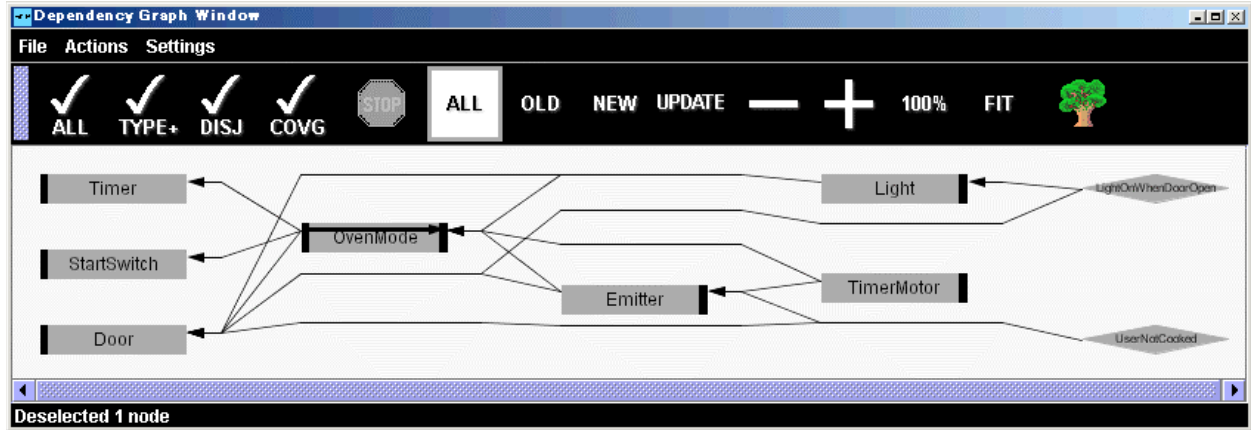 Dependency Graph Window
File Actions Settings
ALL TYPE+ DISJ COVG STOP ALL OLD NEW UPDATE 100% FIT
Timer Light LightOnWhenDoorOpen
OvenMode
StartSwitch
Emitter TimerMotor
Door UserNotCooked
Deselected 1 node